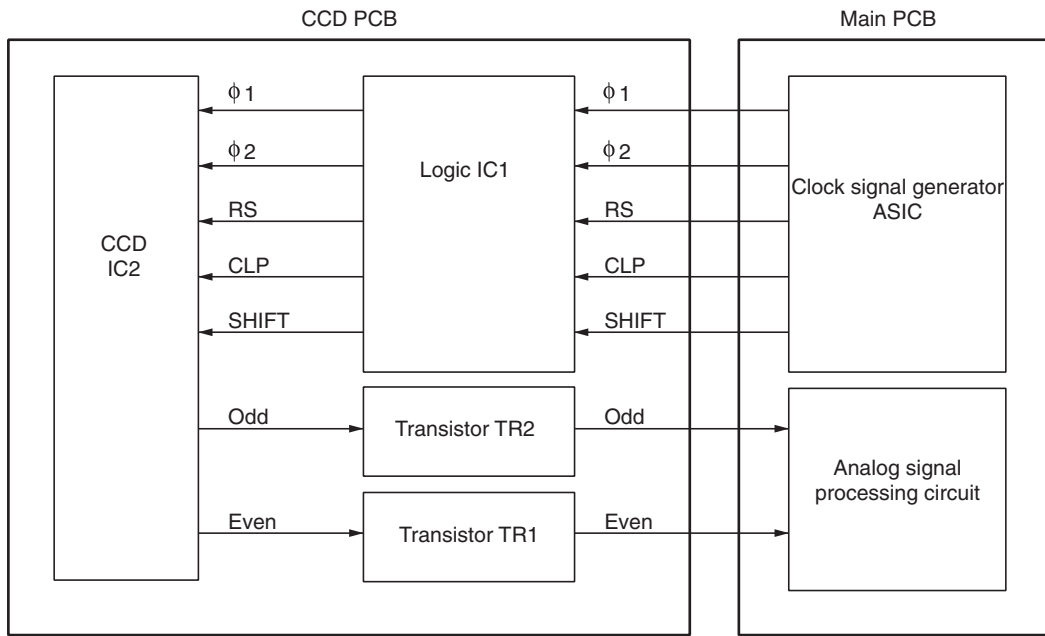 CCD PCB
Main PCB
ϕ1
ϕ1
ϕ2
ϕ2
Logic IC1
Clock signal generator
ASIC
RS
RS
CCD
IC2
CLP
CLP
SHIFT
SHIFT
Odd
Transistor TR2
Odd
Analog signal
processing circuit
Even
Transistor TR1
Even